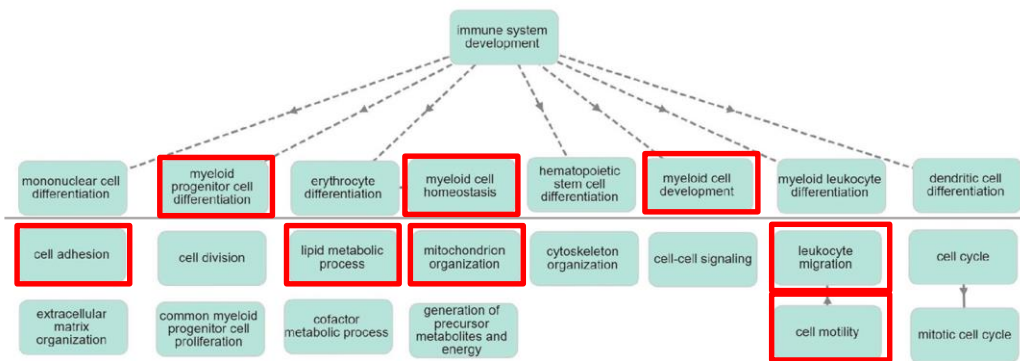 immune system
development
mononuclear cell
differentiation
myeloid
progenitor cell
differentiation
erythrocyte
differentiation
myeloid cell
homeostasis
hematopoietic
stem cell
differentiation
myeloid cell
development
myeloid leukocyte
differentiation
dendritic cell
differentiation
cell adhesion
cell division
lipid metabolic
process
mitochondrion
organization
cytoskeleton
organization
cell-cell signaling
leukocyte
migration
cell cycle
extracellular
matrix
organization
common myeloid
progenitor cell
proliferation
cofactor
metabolic process
generation of
precursor
metabolites and
energy
cell motility
mitotic cell cycle